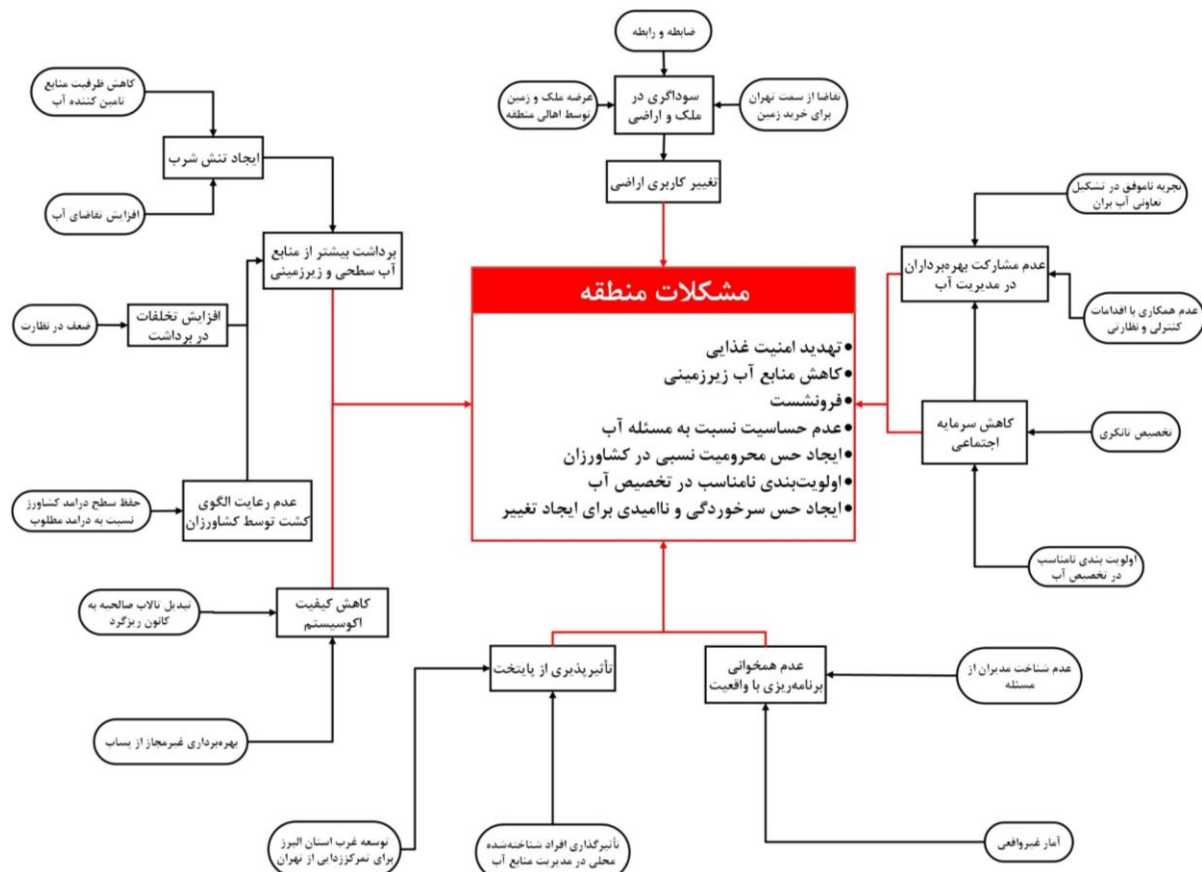 ضابطه و رابطه
کاهش ظرفیت منابع
تامین کننده آب
سوداگری در
ملک و اراضی
عرضه ملک و زمین
توسط اهالی منطقه
تقاضا از سمت تهران
برای خرید زمین
ایجاد تنش شرب
تغییر کاربری اراضی
افزایش تقاضای آب
تجربه ناموفق در تشکیل
تعاونی آب بران
برداشت بیشتر از منابع
آب سطحی و زیرزمینی
عدم مشارکت بهره‌برداران
در مدیریت آب
افزایش تخلفات
در برداشت
ضعف در نظارت
عدم همکاری با اقدامات
کنترلی و نظارتی
مشکلات منطقه
•تهدید امنیت غذایی
•کاهش منابع آب زیرزمینی
•فرونشست
•عدم حساسیت نسبت به مسئله آب
•ایجاد حس محرومیت نسبی در کشاورزان
•اولویت‌بندی نامناسب در تخصیص آب
•ایجاد حس سرخوردگی و ناامیدی برای ایجاد تغییر
کاهش سرمایه
اجتماعی
تخصیص تانکری
عدم رعایت الگوی
کشت توسط کشاورزان
حفظ سطح درامد کشاورز
نسبت به درامد مطلوب
اولویت بندی نامناسب
در تخصیص آب
کاهش کیفیت
اکوسیستم
تبدیل تالاب صالحیه به
کانون ریزگرد
تأثیرپذیری از پایتخت
عدم همخوانی
برنامه‌ریزی با واقعیت
عدم شناخت مدیران از
مسئله
بهره‌برداری غیرمجاز از پساب
توسعه غرب استان البرز
برای تمرکززدایی از تهران
تأثیرگذاری افراد شناخته‌شده
محلی در مدیریت منابع آب
آمار غیرواقعی